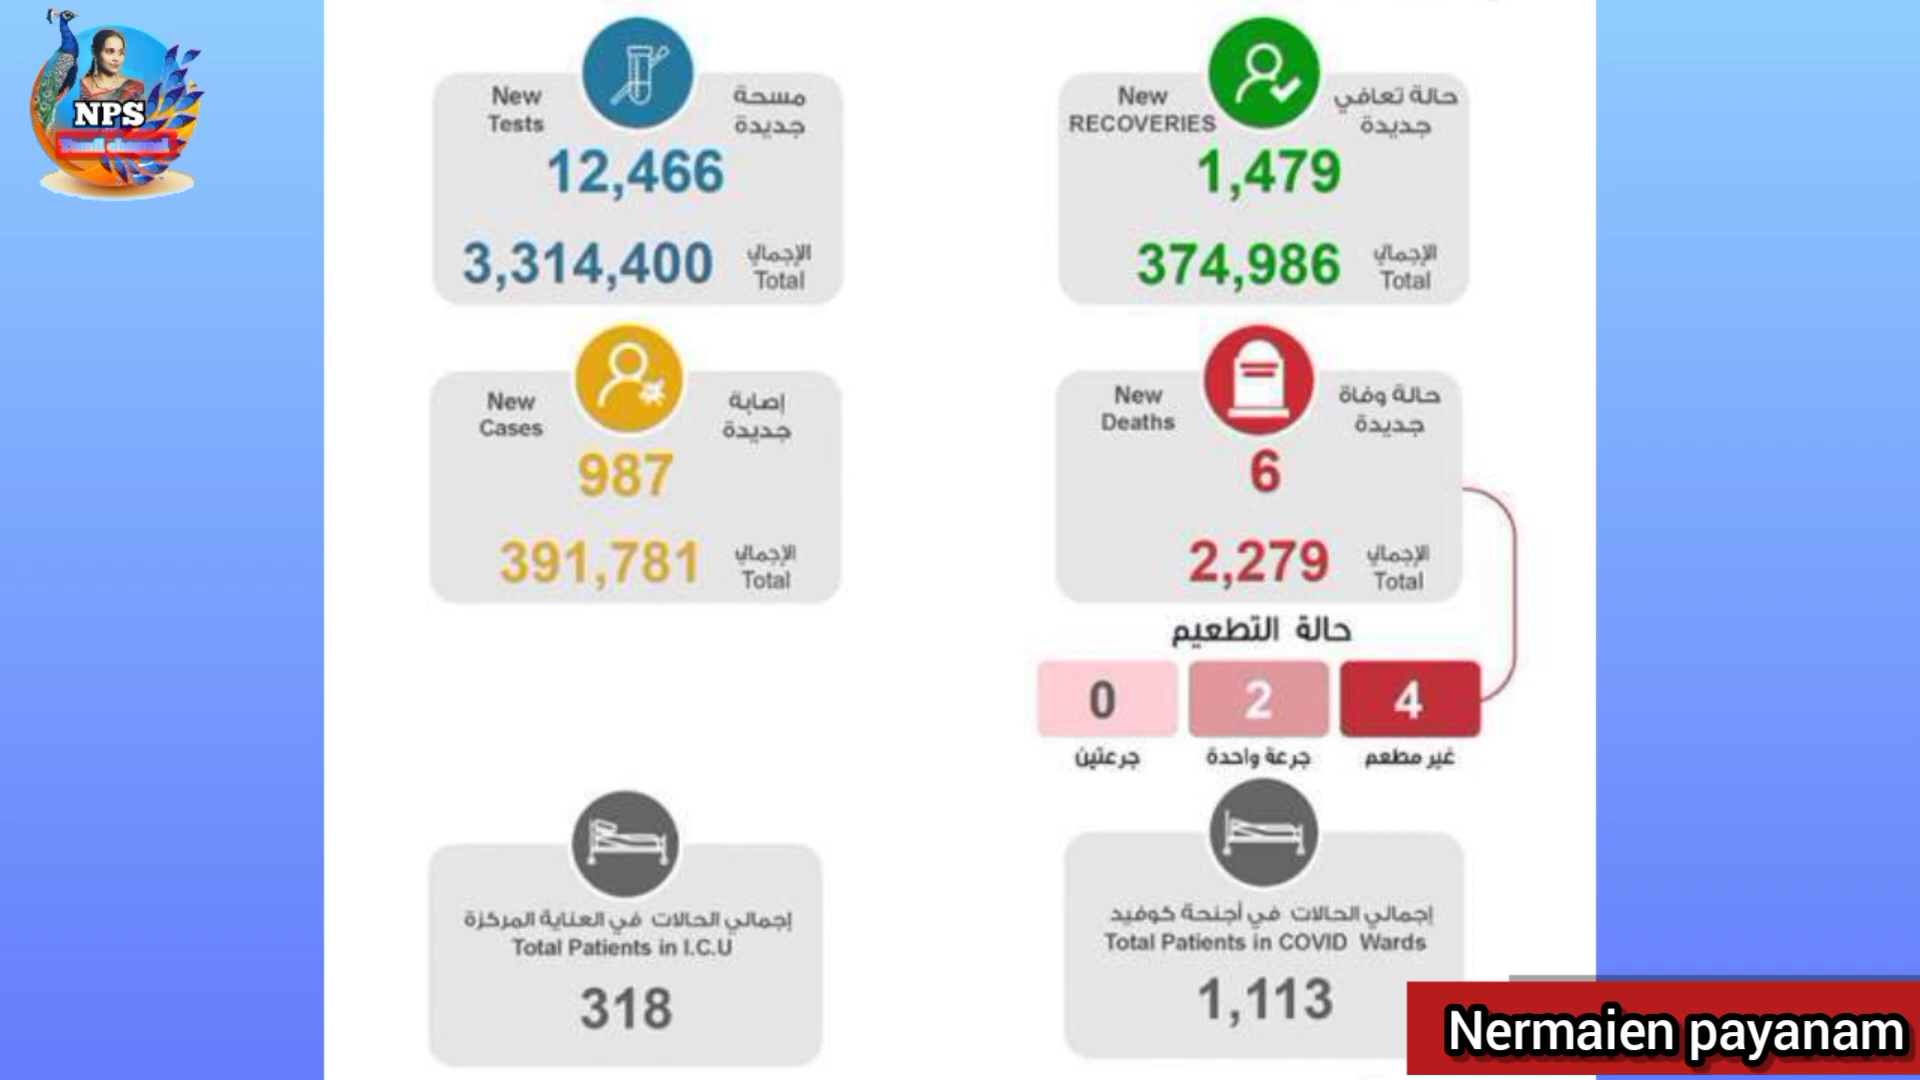 NPS
Tamil channel
New
Tests
مسحة
جديدة
12,466
3,314,400
الإجمالي
Total
New
RECOVERIES
حالة تعافي
جديدة
1,479
374,986
الإجمالي
Total
New
Cases
إصابة
جديدة
987
391,781
الإجمالي
Total
New
Deaths
حالة وفاة
جديدة
6
2,279
الإجمالي
Total
حالة التطعيم
0
2
4
جرعتين
جرعة واحدة
غير مطعم
إجمالي الحالات في العناية المركزة
Total Patients in I.C.U
318
إجمالي الحالات في أجنحة كوفيد
Total Patients in COVID Wards
1,113
Nermaien payanam